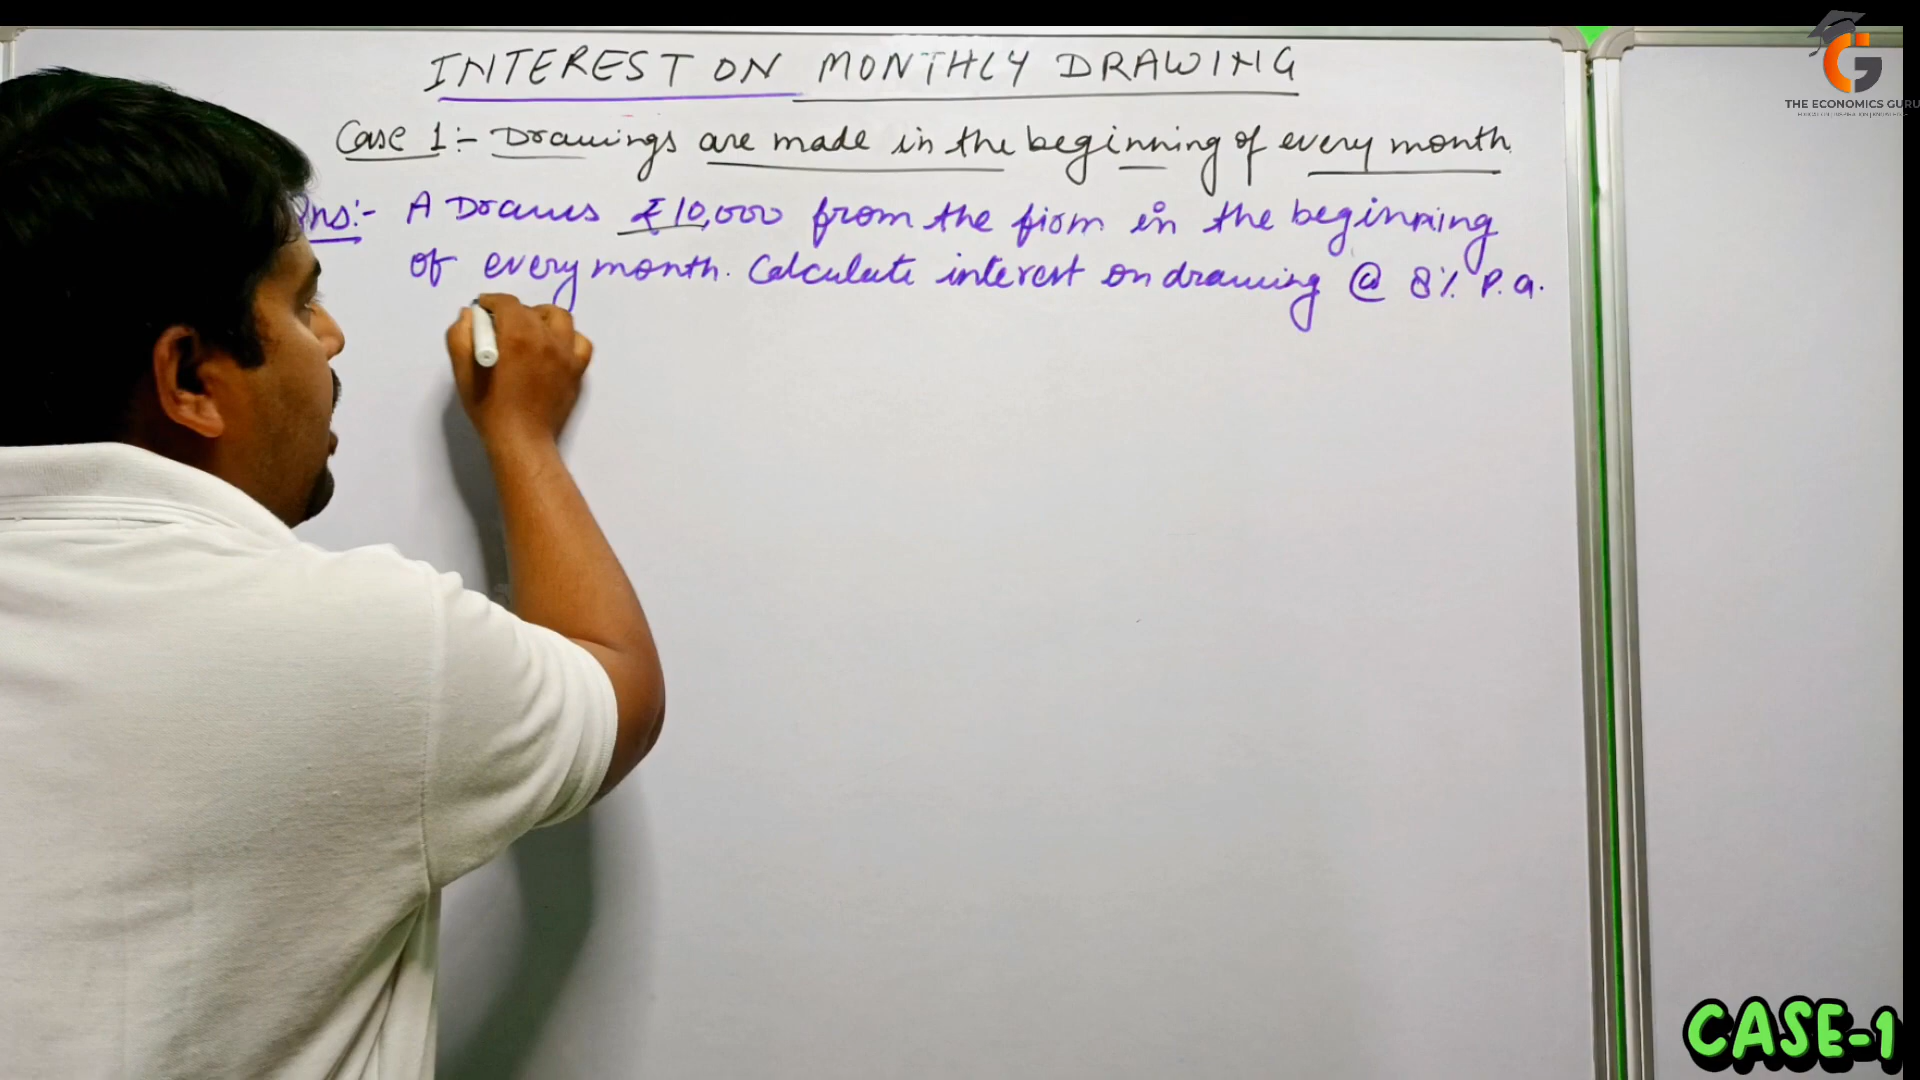 INTEREST ON MONTHLY DRAWING
Case 1:- Drawings are made in the beginning of every month.
Ans:- A Draws ₹10,000 from the firm in the beginning
of every month. Calculate interest on drawing @ 8% P.a.
THE ECONOMICS GURU
CASE-1